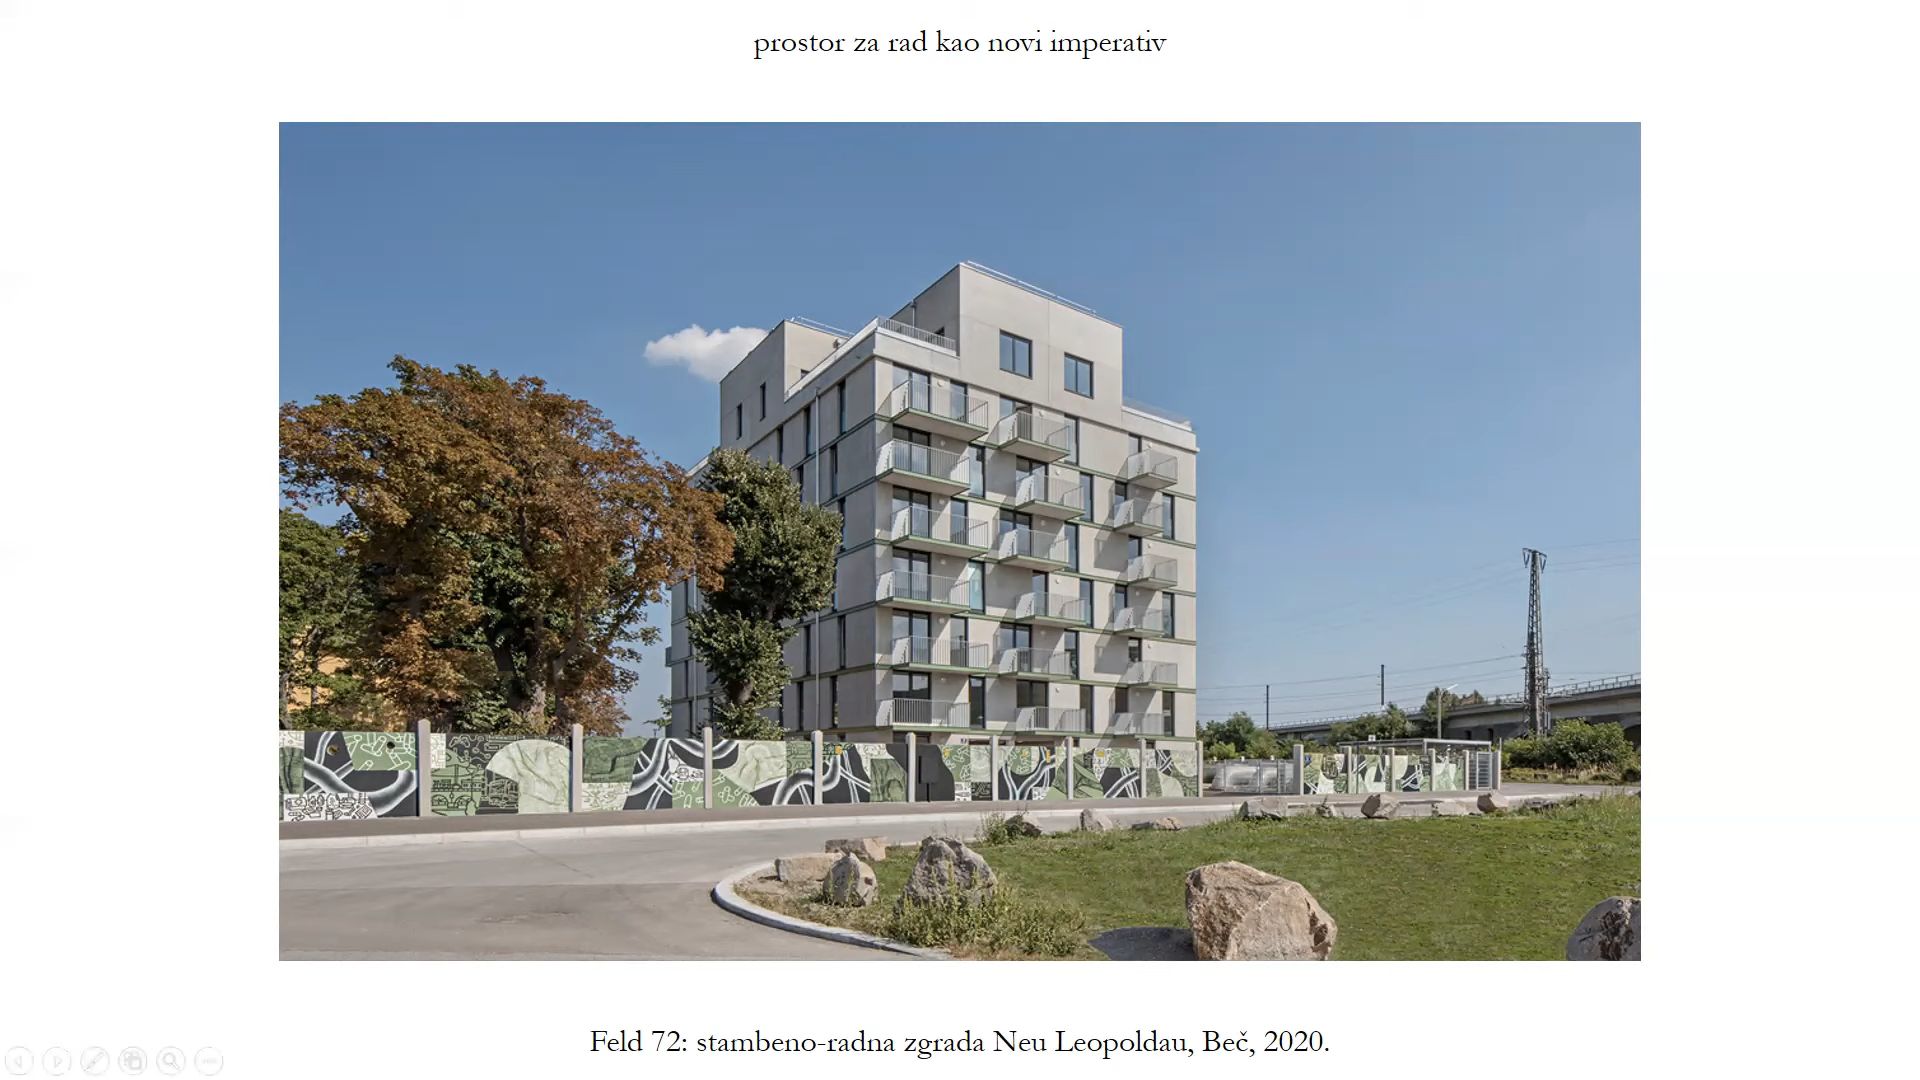 prostor za rad kao novi imperativ
Feld 72: stambeno-radna zgrada Neu Leopoldau, Beč, 2020.